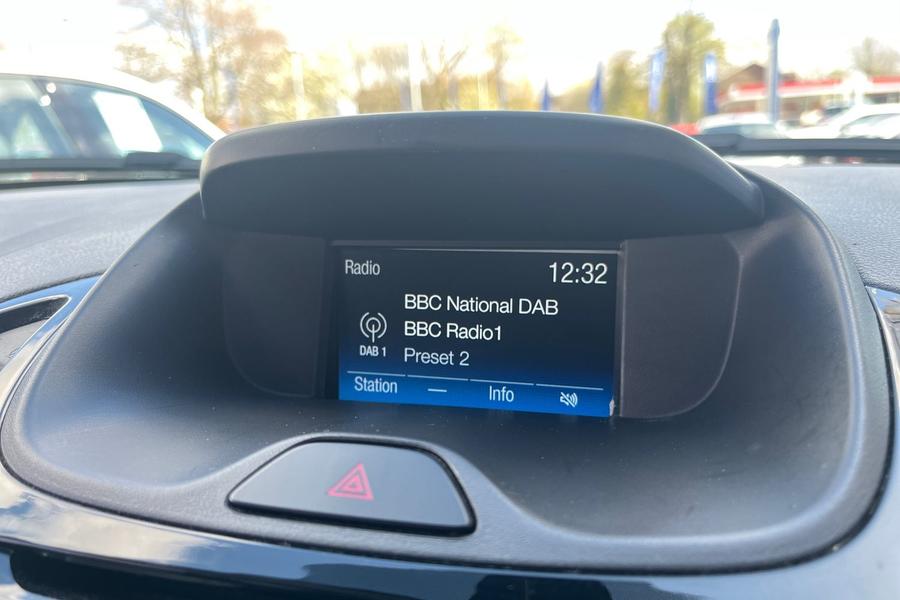 Radio 12:32
BBC National DAB
BBC Radio1
DAB 1 Preset 2
Station — Info